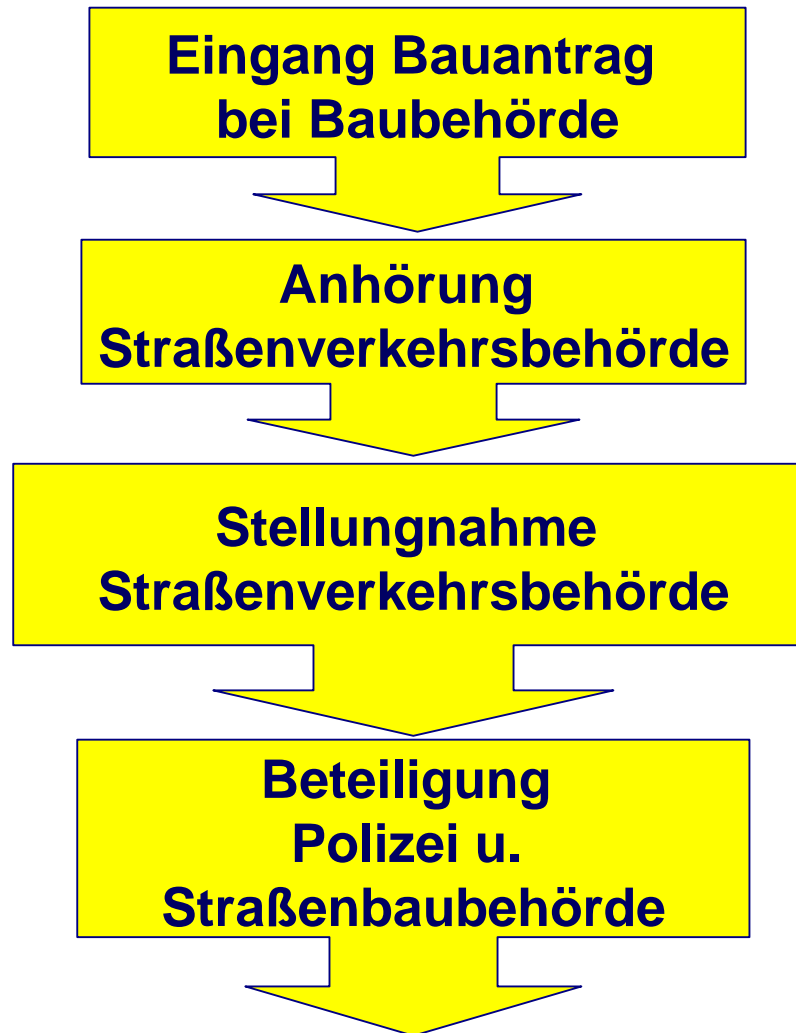 Eingang Bauantrag
bei Baubehörde
Anhörung
Straßenverkehrsbehörde
Stellungnahme
Straßenverkehrsbehörde
Beteiligung
Polizei u.
Straßenbaubehörde